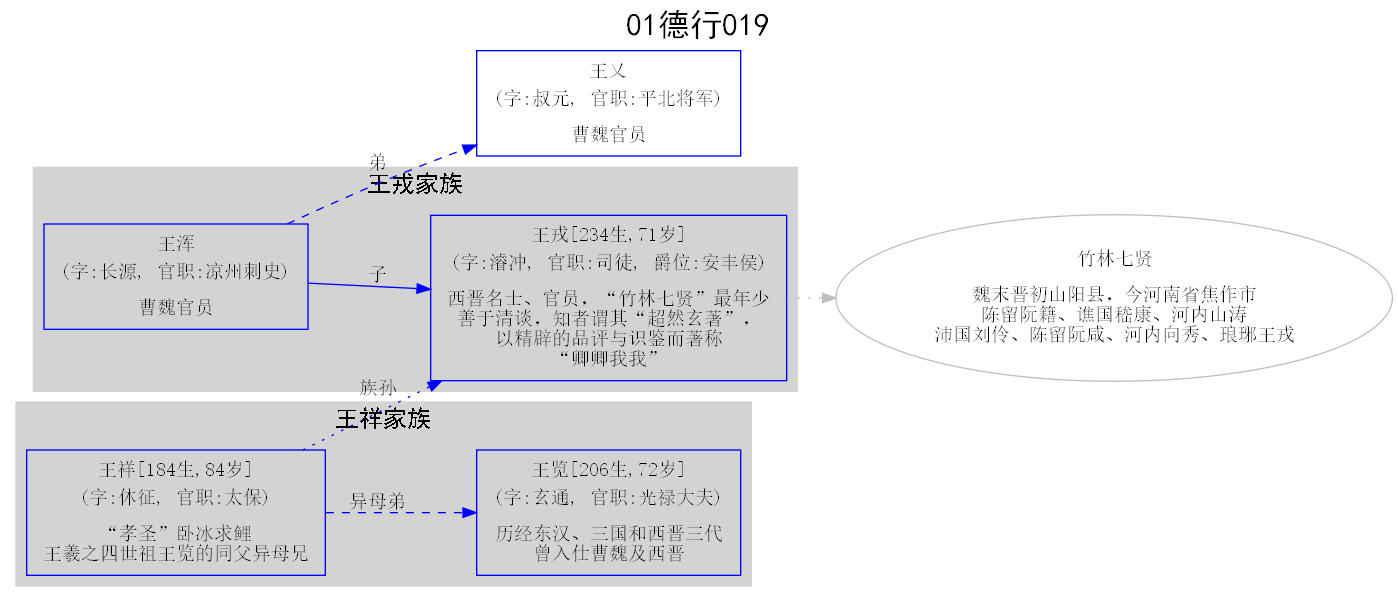 01德行019
王乂
(字:叔元, 官职:平北将军)
曹魏官员
弟
王戎家族
王浑
(字:长源, 官职:凉州刺史)
曹魏官员
子
王戎[234生,71岁]
(字:濬冲, 官职:司徒, 爵位:安丰侯)
西晋名士、官员，“竹林七贤”最年少
善于清谈，知者谓其“超然玄著”，
以精辟的品评与识鉴而著称
“卿卿我我”
竹林七贤
魏末晋初山阳县，今河南省焦作市
陈留阮籍、谯国嵇康、河内山涛
沛国刘伶、陈留阮咸、河内向秀、琅琊王戎
族孙
王祥家族
王祥[184生,84岁]
(字:休征, 官职:太保)
“孝圣”卧冰求鲤
王羲之四世祖王览的同父异母兄
异母弟
王览[206生,72岁]
(字:玄通, 官职:光禄大夫)
历经东汉、三国和西晋三代
曾入仕曹魏及西晋